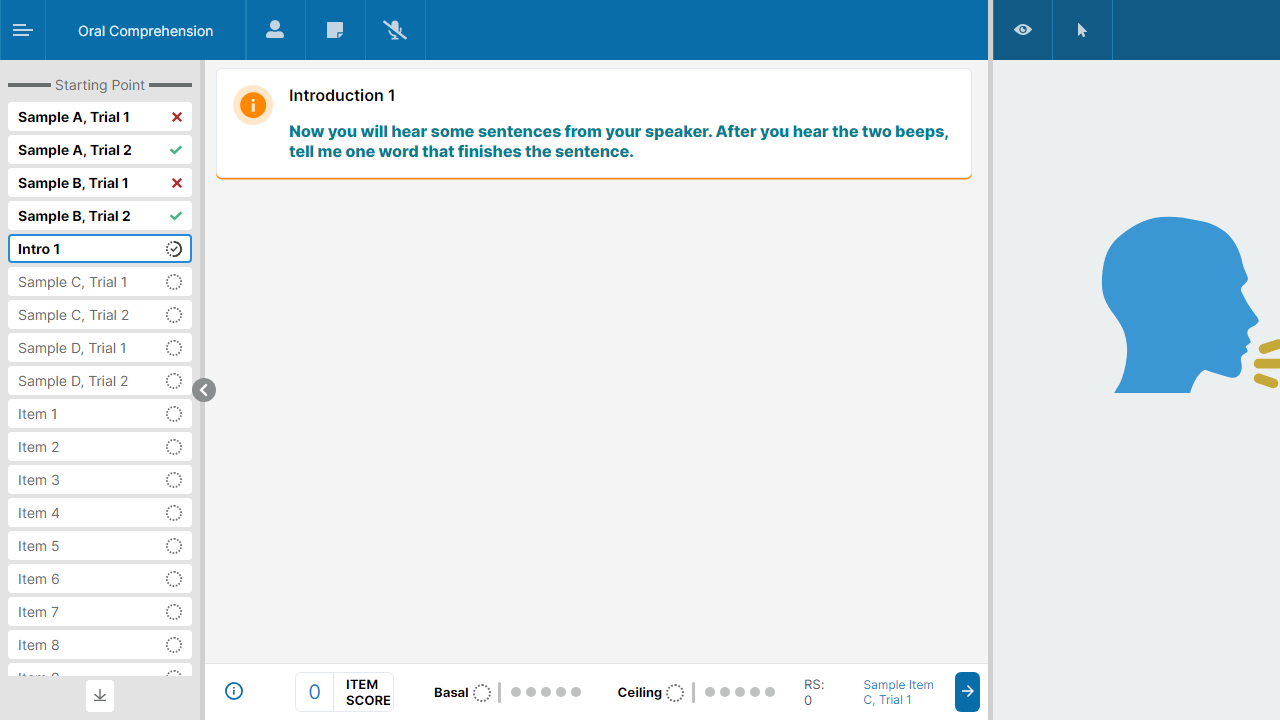 Oral Comprehension
Starting Point
Sample A, Trial 1
Sample A, Trial 2
Sample B, Trial 1
Sample B, Trial 2
Intro 1
Sample C, Trial 1
Sample C, Trial 2
Sample D, Trial 1
Sample D, Trial 2
Item 1
Item 2
Item 3
Item 4
Item 5
Item 6
Item 7
Item 8
Introduction 1
Now you will hear some sentences from your speaker. After you hear the two beeps,
tell me one word that finishes the sentence.
0
ITEM
SCORE
Basal
Ceiling
RS:
0
Sample Item
C, Trial 1